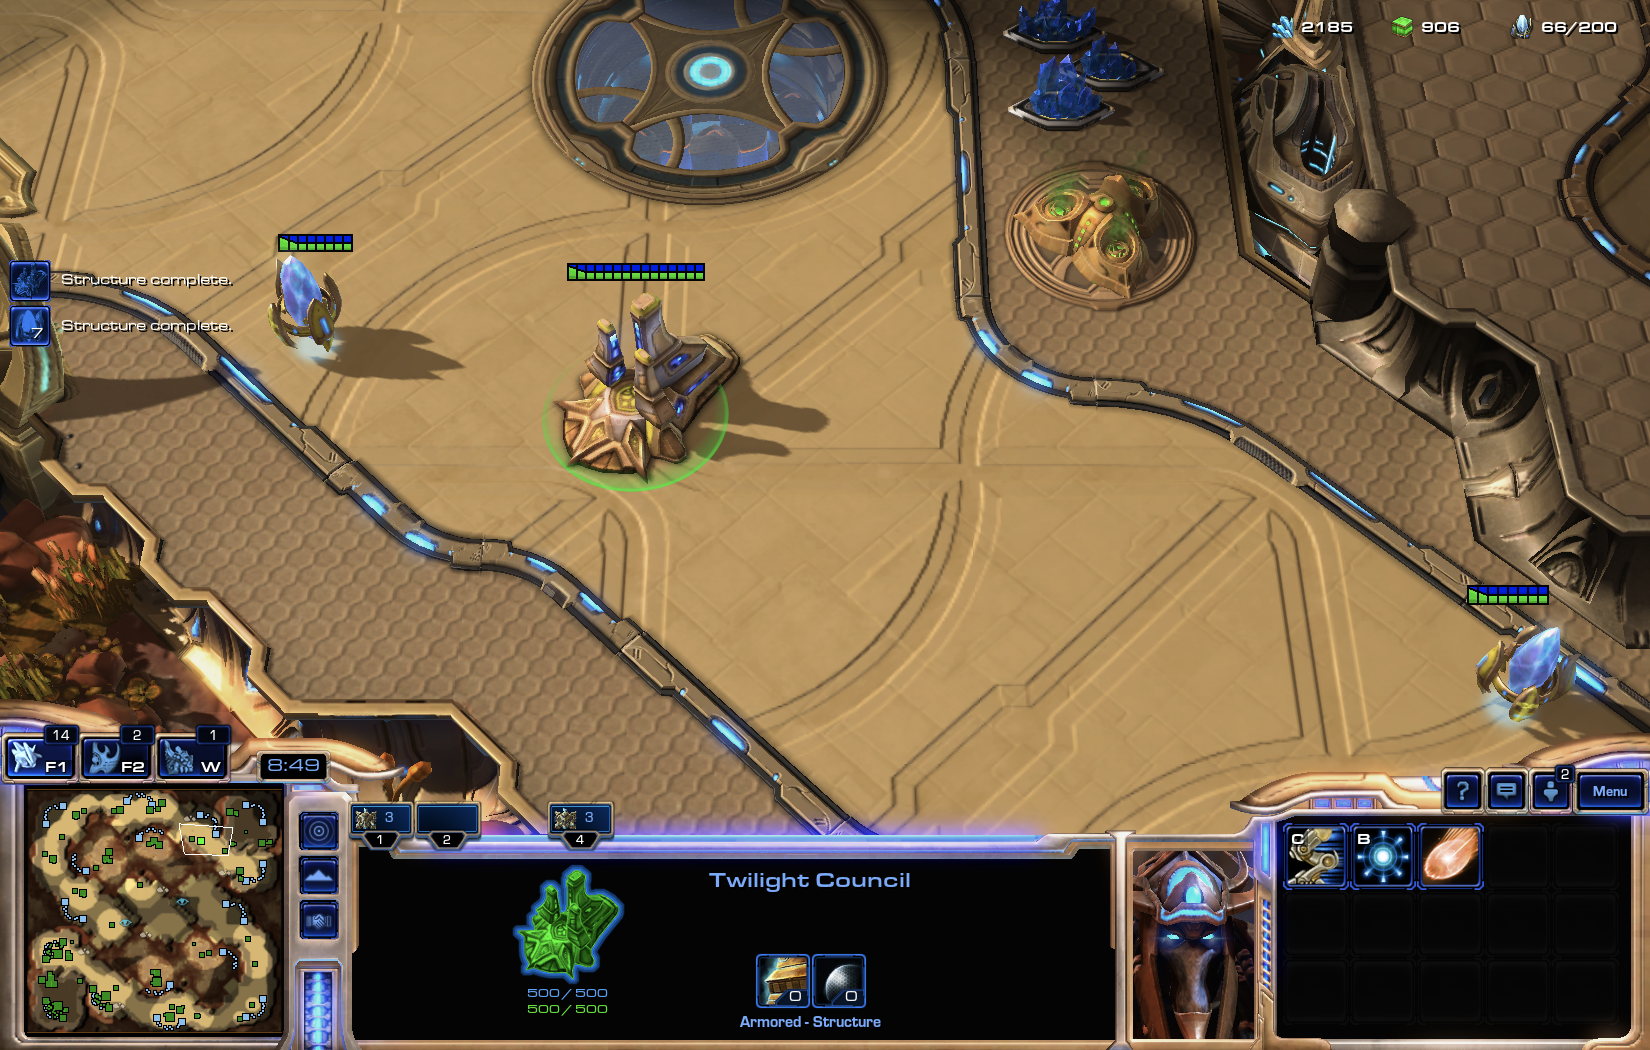 2185 906 66/200
Structure complete.
7 Structure complete.
14 2 1
F1 F2 W
8:49
2
? Menu
3 3
1 2 4
C B
Twilight Council
500/500
500/500
0 0
Armored - Structure